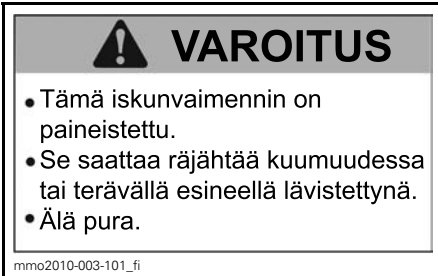 VAROITUS
• Tämä iskunvaimennin on
paineistettu.
• Se saattaa räjähtää kuumuudessa
tai terävällä esineellä lävistettynä.
• Älä pura.
mmo2010-003-101_fi